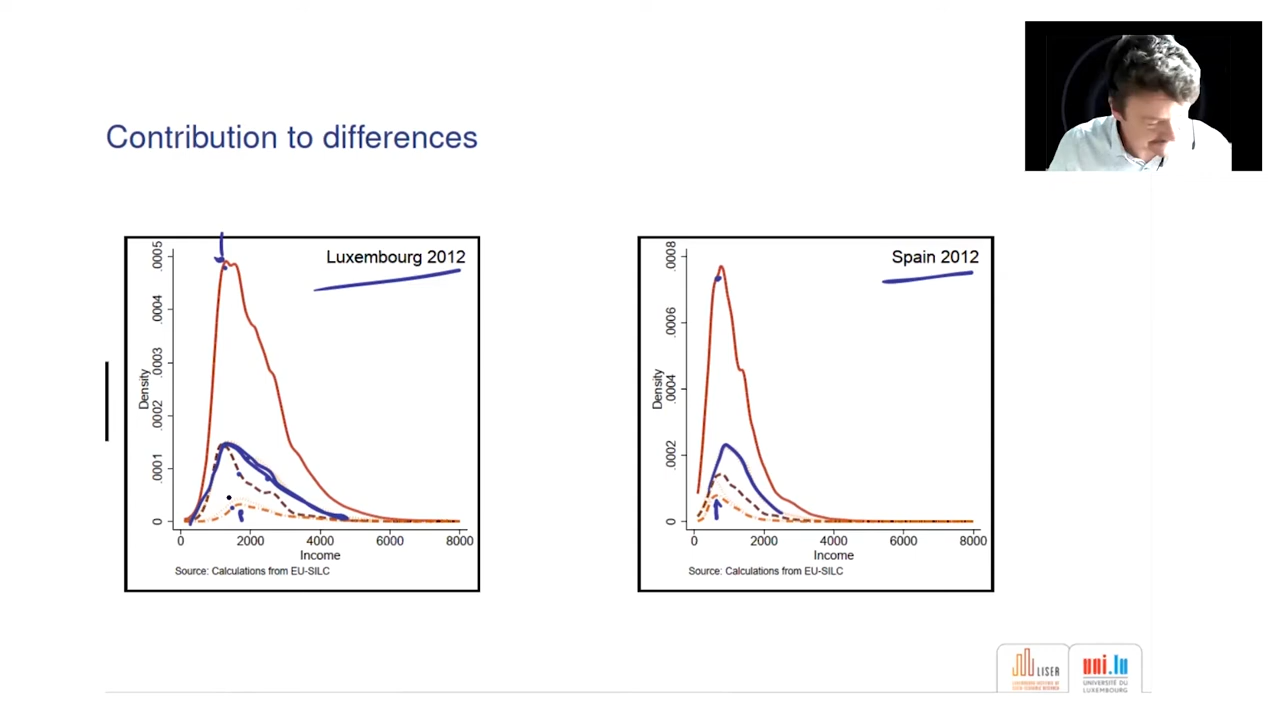 Contribution to differences
Luxembourg 2012
Density
0 .0001 .0002 .0003 .0004 .0005
0 2000 4000 6000 8000
Income
Source: Calculations from EU-SILC
Spain 2012
Density
0 .0002 .0004 .0006 .0008
0 2000 4000 6000 8000
Income
Source: Calculations from EU-SILC
LISER
uni.lu
UNIVERSITÉ DU
LUXEMBOURG